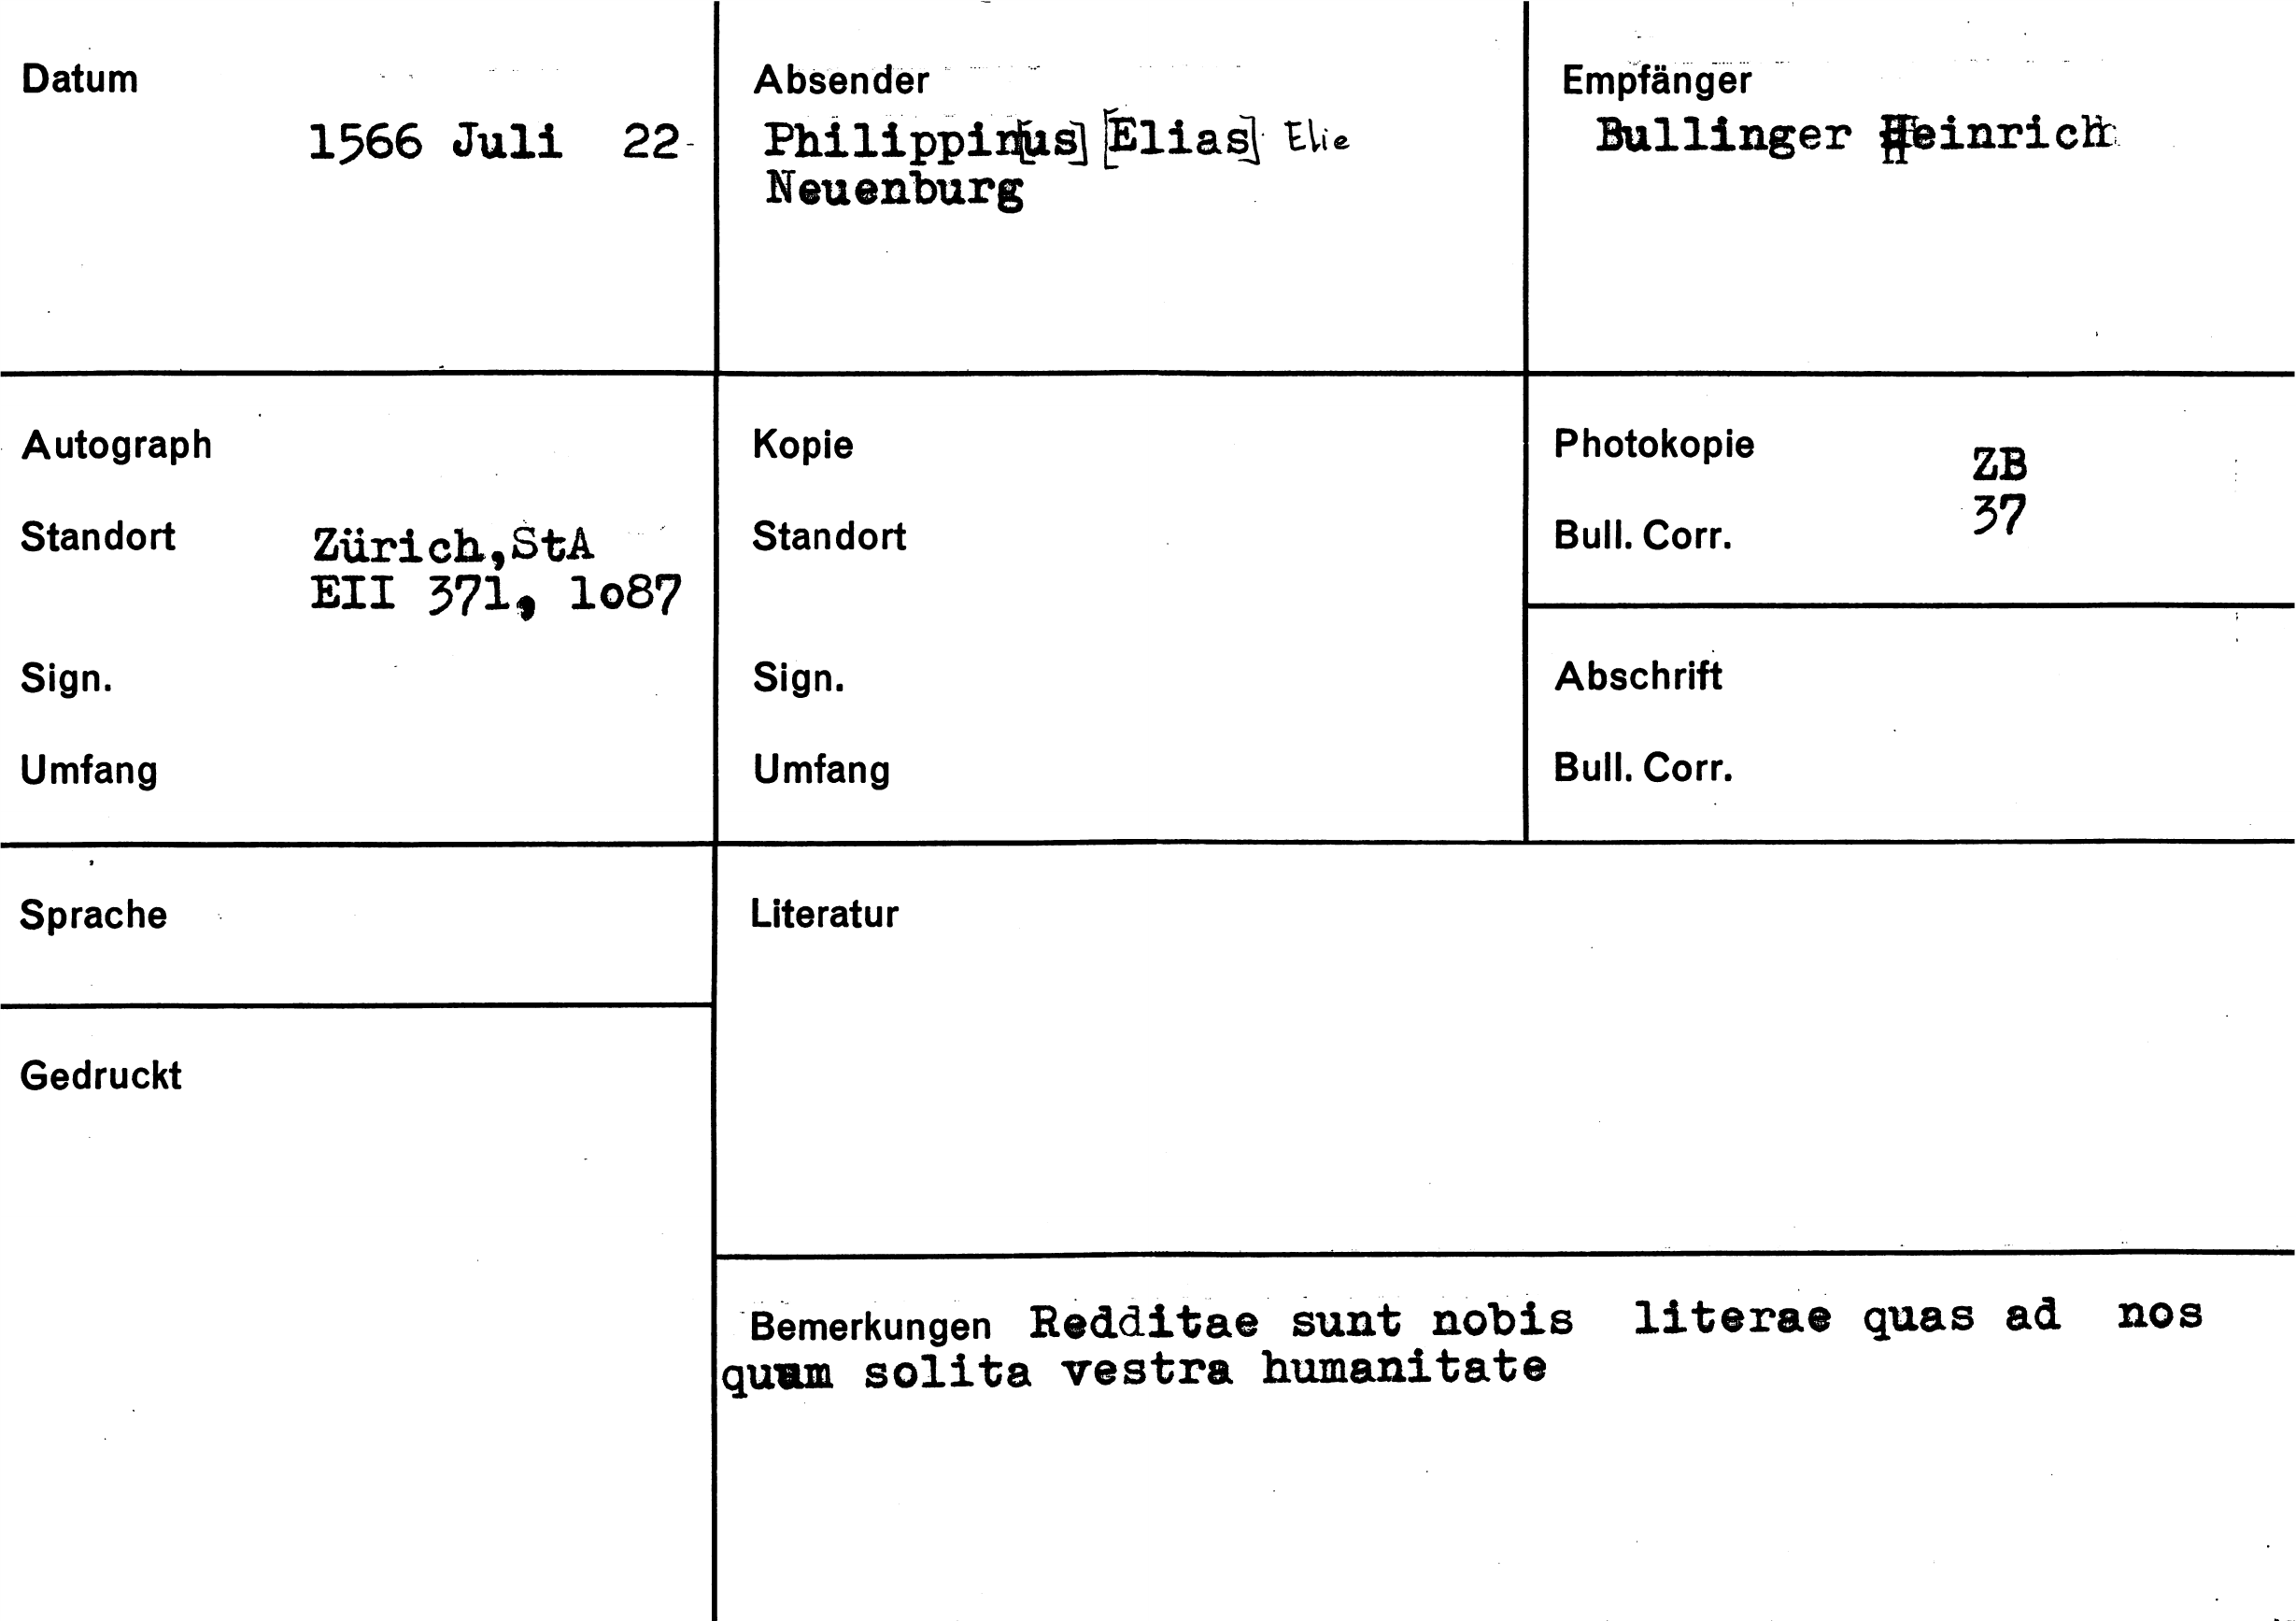 Datum
1566 Juli 22
Absender
Philippin[us] [Elias] Elie
Neuenburg
Empfänger
Bullinger Heinrich
Autograph
Standort
Zürich,StA
EII 371, 1o87
Sign.
Umfang
Kopie
Standort
Sign.
Umfang
Photokopie
ZB
Bull. Corr.
37
Abschrift
Bull. Corr.
Sprache
Gedruckt
Literatur
Bemerkungen Redditae sunt nobis literae quas ad nos
quum solita vestra humanitate